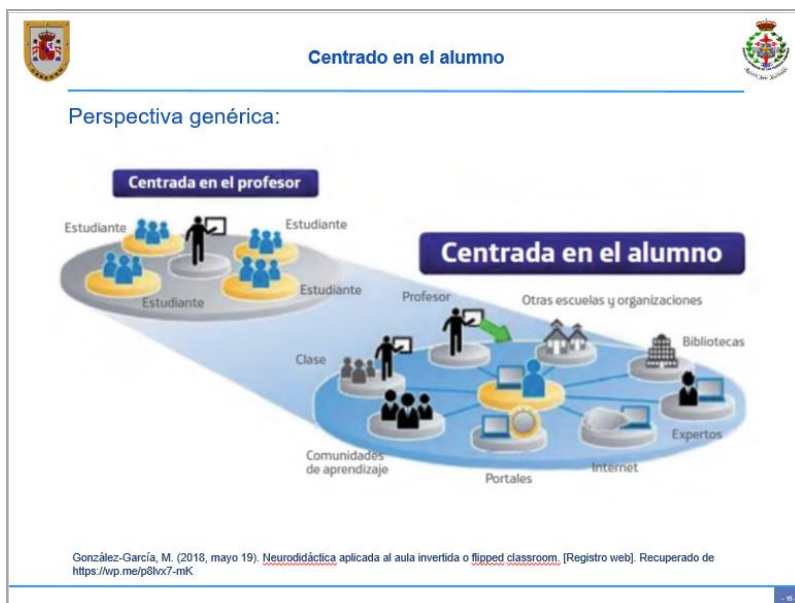 Centrado en el alumno
Perspectiva genérica:
Centrada en el profesor
Estudiante
Estudiante
Estudiante
Estudiante
Centrada en el alumno
Profesor
Otras escuelas y organizaciones
Clase
Bibliotecas
Comunidades
de aprendizaje
Portales
Internet
Expertos
González-García, M. (2018, mayo 19). Neurodidáctica aplicada al aula invertida o flipped classroom. [Registro web]. Recuperado de
https://wp.me/p8lvx7-mK